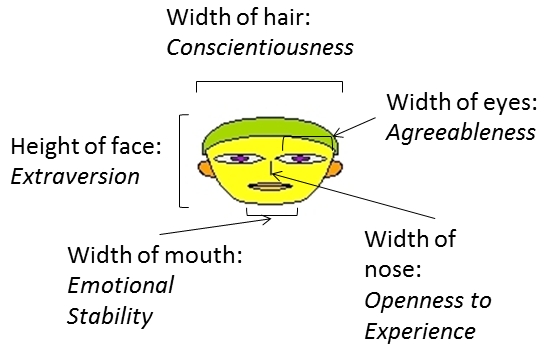 Width of hair:
Conscientiousness
Width of eyes:
Agreeableness
Height of face:
Extraversion
Width of mouth:
Emotional
Stability
Width of
nose:
Openness to
Experience